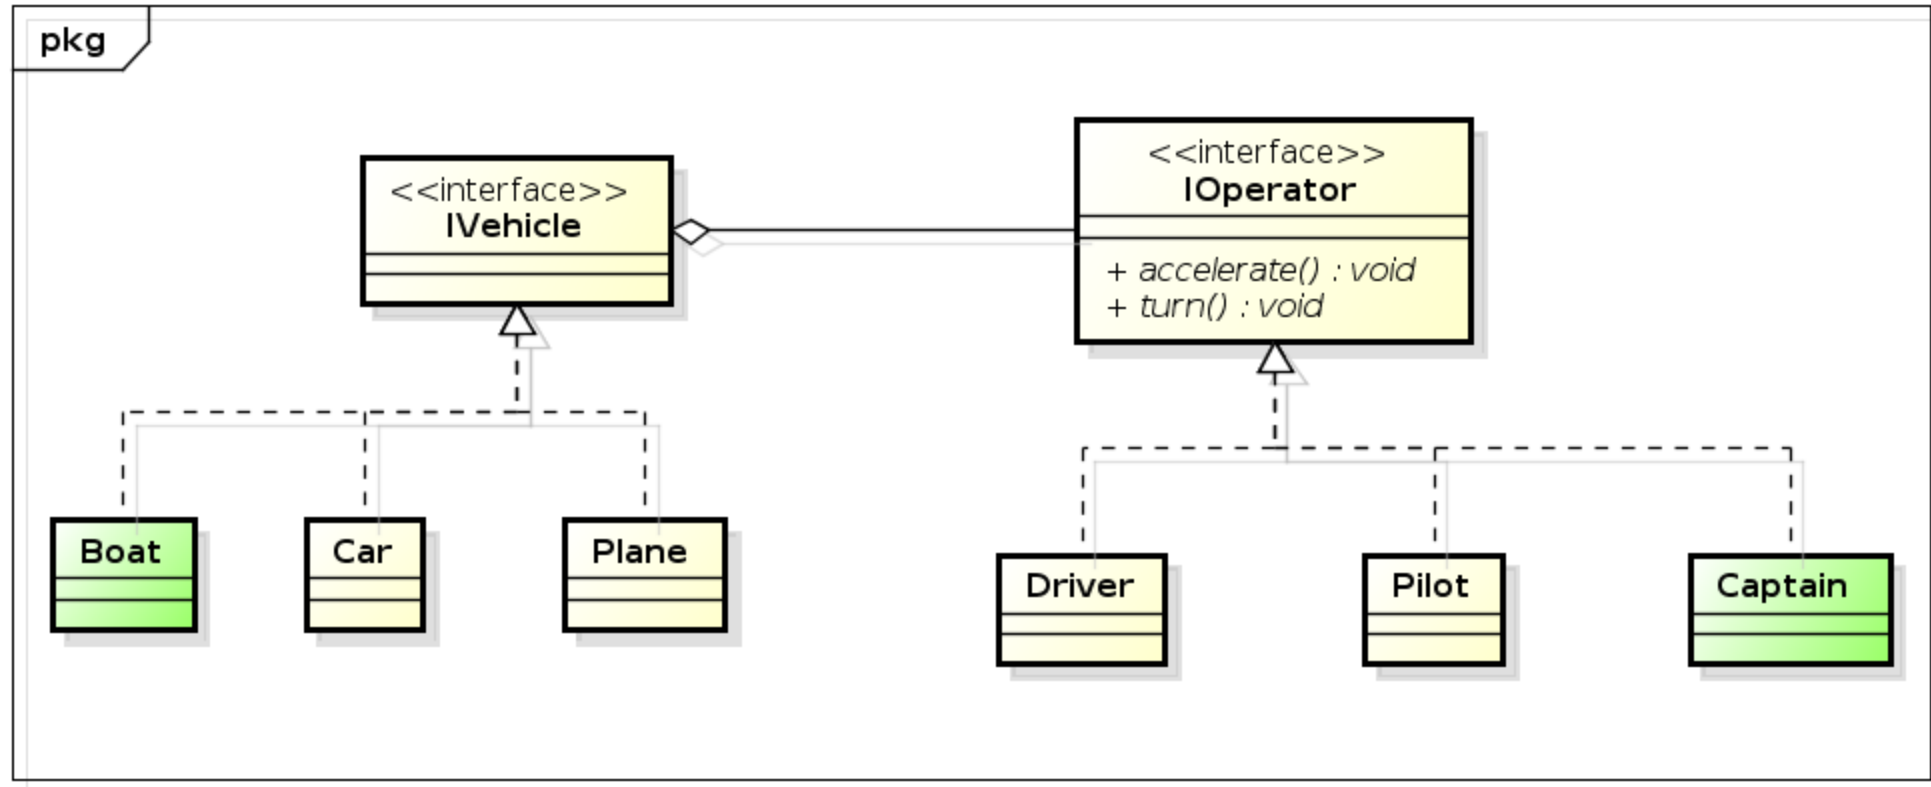 pkg
<<interface>>
IVehicle
<<interface>>
IOperator
+ accelerate() : void
+ turn() : void
Boat
Car
Plane
Driver
Pilot
Captain